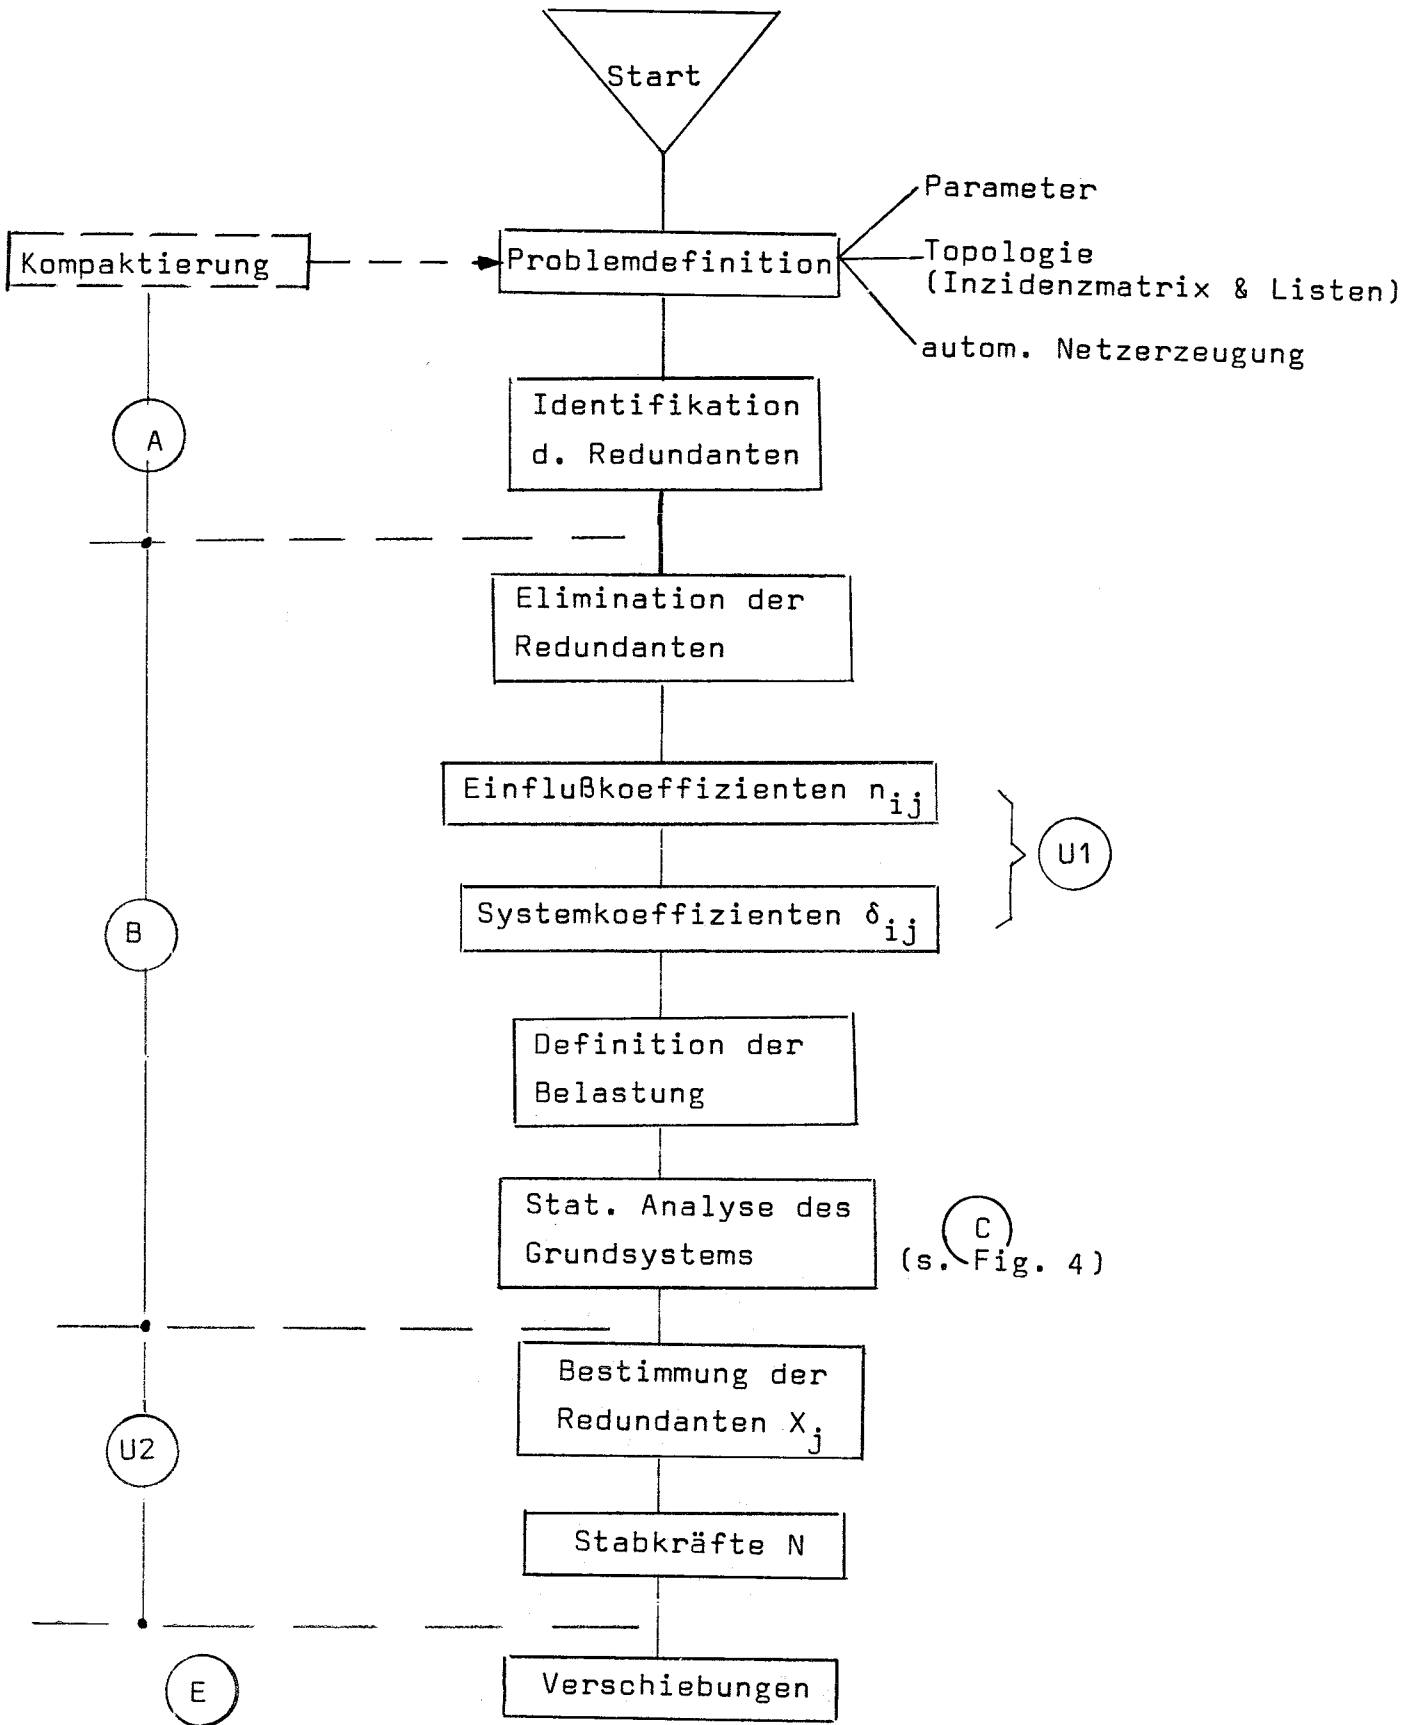 Start
Parameter
Kompaktierung
Problemdefinition
Topologie
(Inzidenzmatrix & Listen)
autom. Netzerzeugung
Identifikation
d. Redundanten
A
Elimination der
Redundanten
Einflußkoeffizienten n_ij
U1
Systemkoeffizienten δ_ij
B
Definition der
Belastung
Stat. Analyse des
Grundsystems
C
(s. Fig. 4)
Bestimmung der
Redundanten X_j
U2
Stabkräfte N
E
Verschiebungen